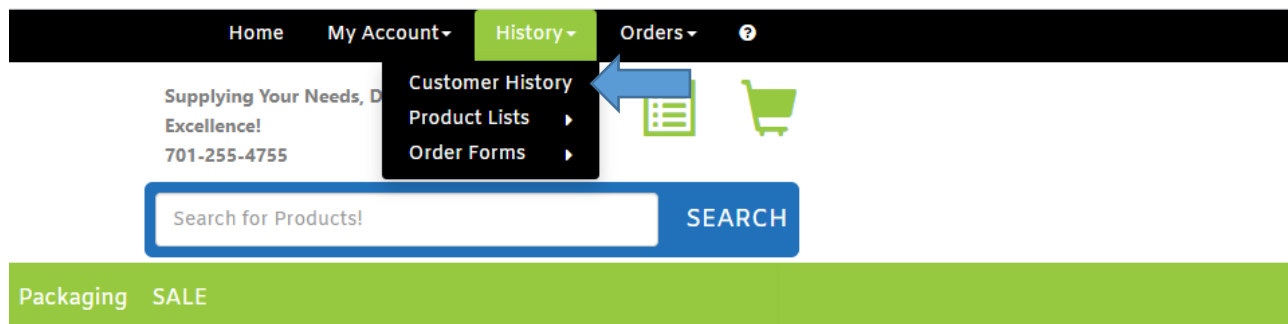 Home My Account History Orders ?
Customer History
Product Lists
Order Forms
Supplying Your Needs, D
Excellence!
701-255-4755
Search for Products! SEARCH
Packaging SALE